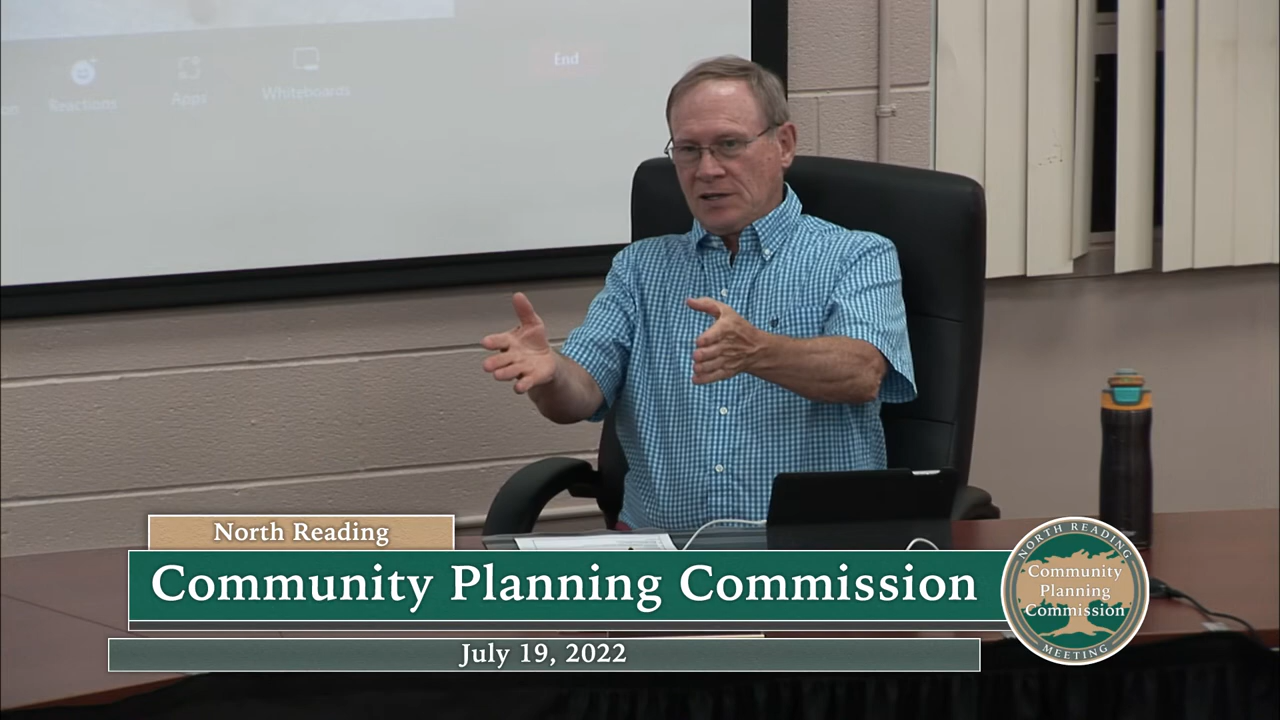 Reactions
Apps
Whiteboards
End
North Reading
Community Planning Commission
July 19, 2022
NORTH READING
Community
Planning
Commission
MEETING